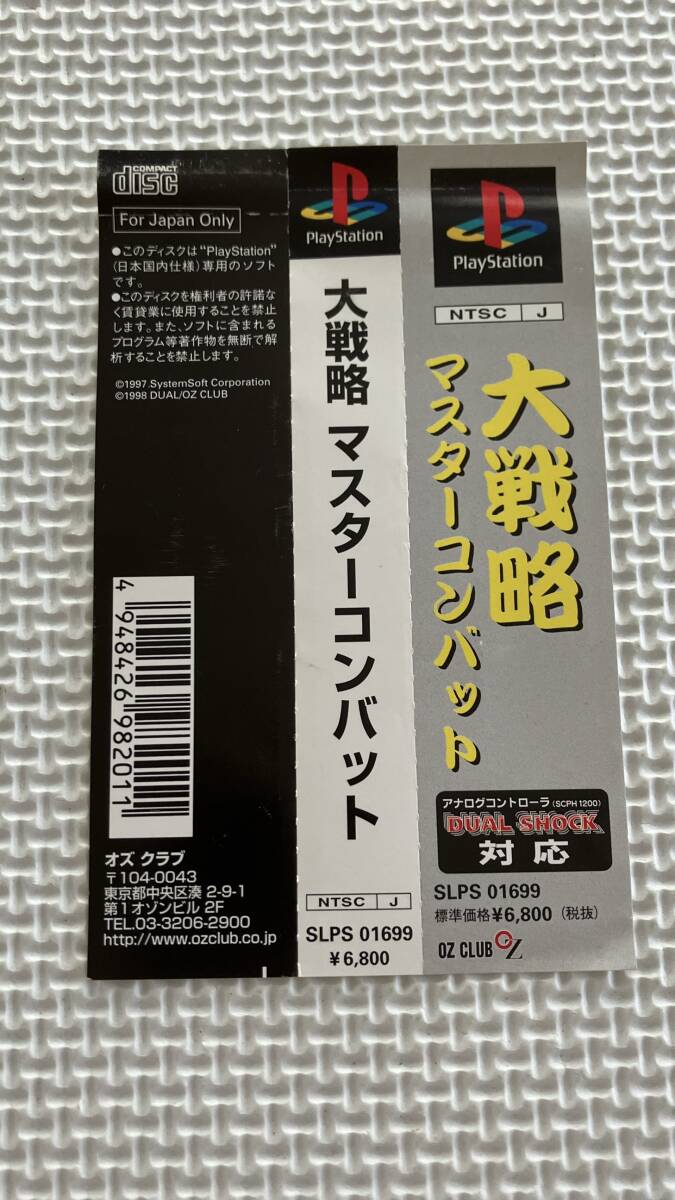 COMPACT
disc
For Japan Only
●このディスクは"PlayStation"
(日本国内仕様)専用のソフト
です。
●このディスクを権利者の許諾な
く賃貸業に使用することを禁止
します。また、ソフトに含まれる
プログラム等著作物を無断で解
析することを禁止します。
©1997 SystemSoft Corporation
©1998 DUAL/OZ CLUB
4 948426 982011
オズ クラブ
〒104-0043
東京都中央区湊 2-9-1
第1オゾンビル 2F
TEL.03-3206-2900
http://www.ozclub.co.jp
PlayStation
大戦略 マスターコンバット
NTSC J
SLPS 01699
¥6,800
PlayStation
NTSC J
大戦略
マスターコンバット
アナログコントローラ(SCPH1200)
DUAL SHOCK
対応
SLPS 01699
標準価格¥6,800(税抜)
OZ CLUB OZ